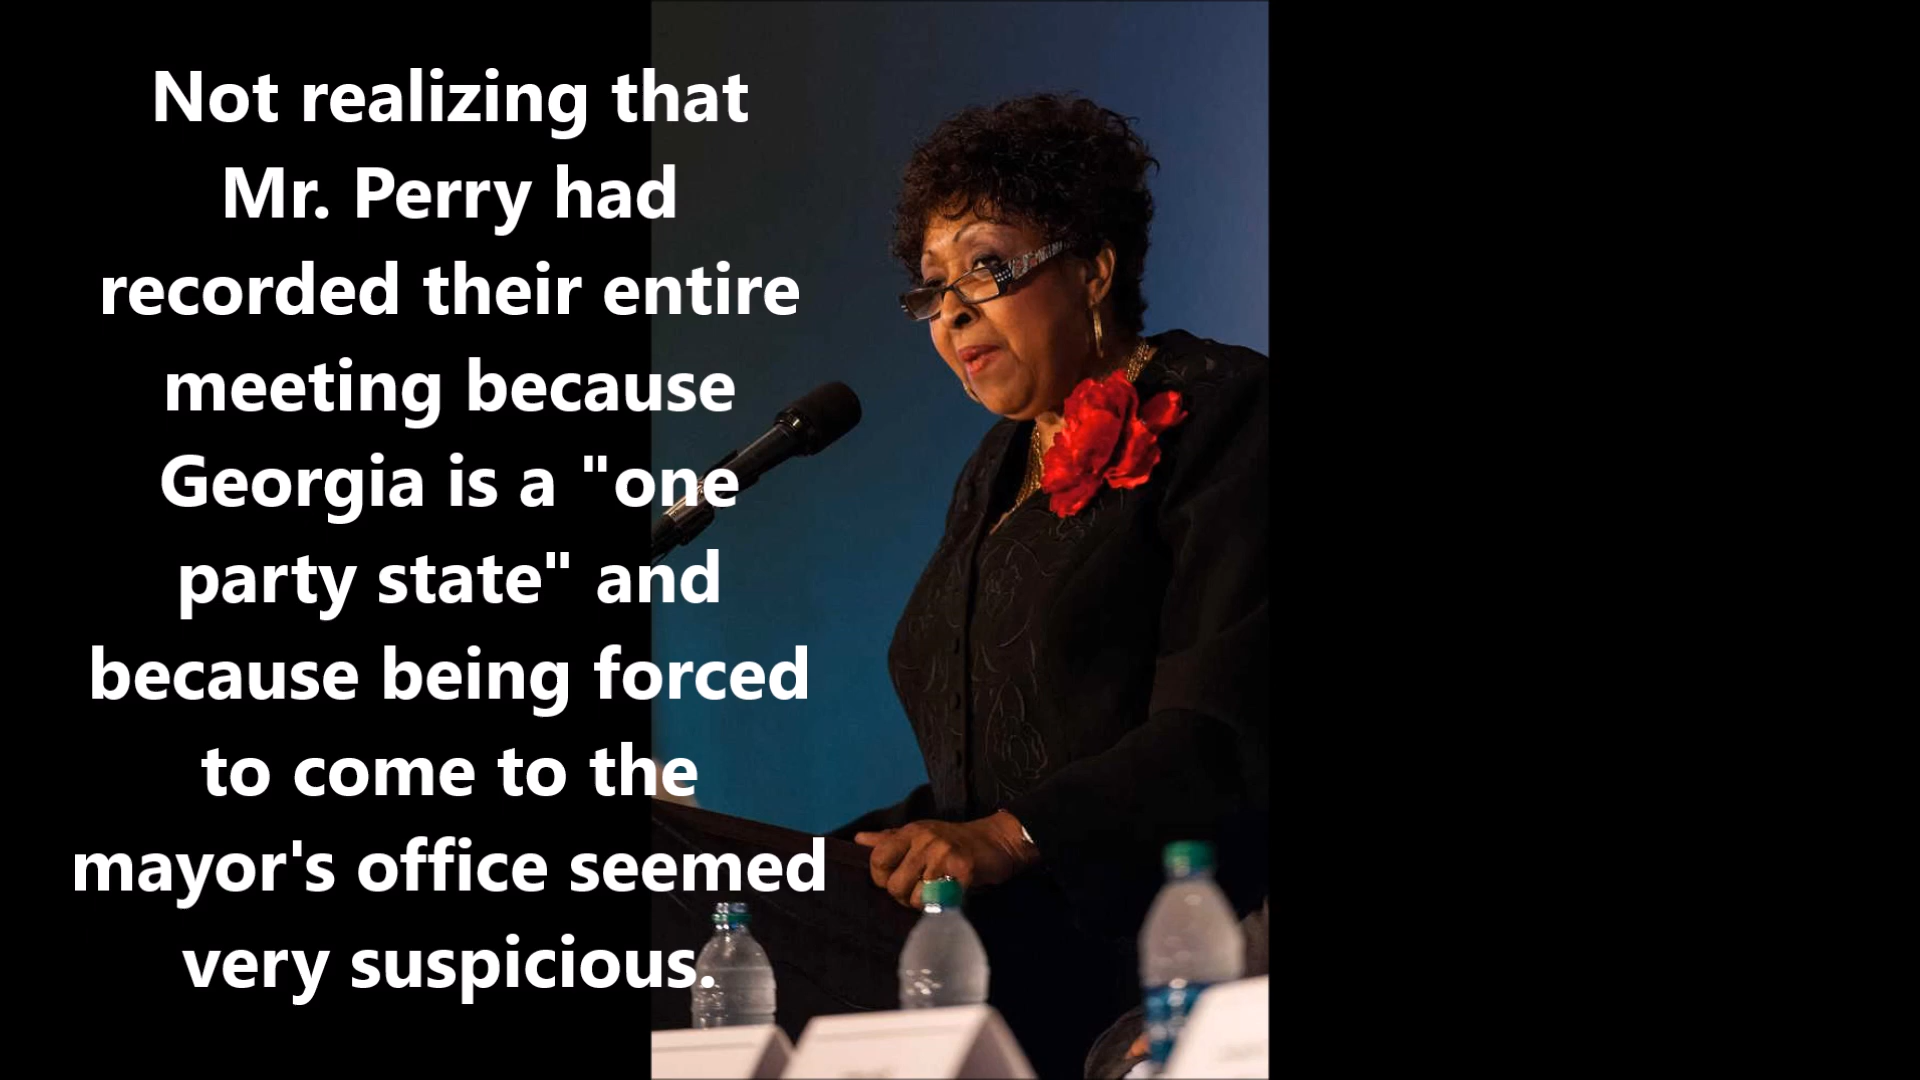 Not realizing that
Mr. Perry had
recorded their entire
meeting because
Georgia is a "one
party state" and
because being forced
to come to the
mayor's office seemed
very suspicious.